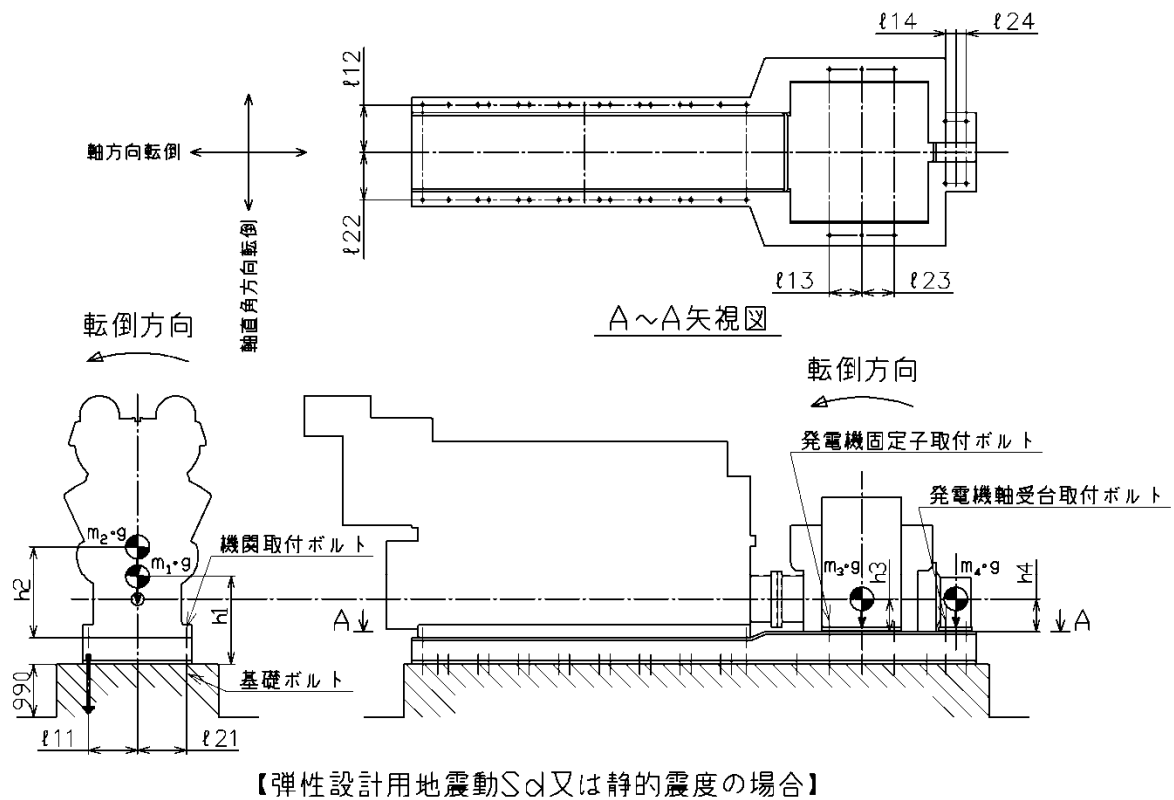 ℓ14
ℓ24
ℓ12
軸方向転倒
ℓ22
軸直角方向転倒
ℓ13
ℓ23
A～A矢視図
転倒方向
転倒方向
発電機固定子取付ボルト
発電機軸受台取付ボルト
機関取付ボルト
m₂・g
m₁・g
m₃・g
m₄・g
h2
h1
h3
h4
A
A
990
基礎ボルト
ℓ11
ℓ21
【弾性設計用地震動Sd又は静的震度の場合】